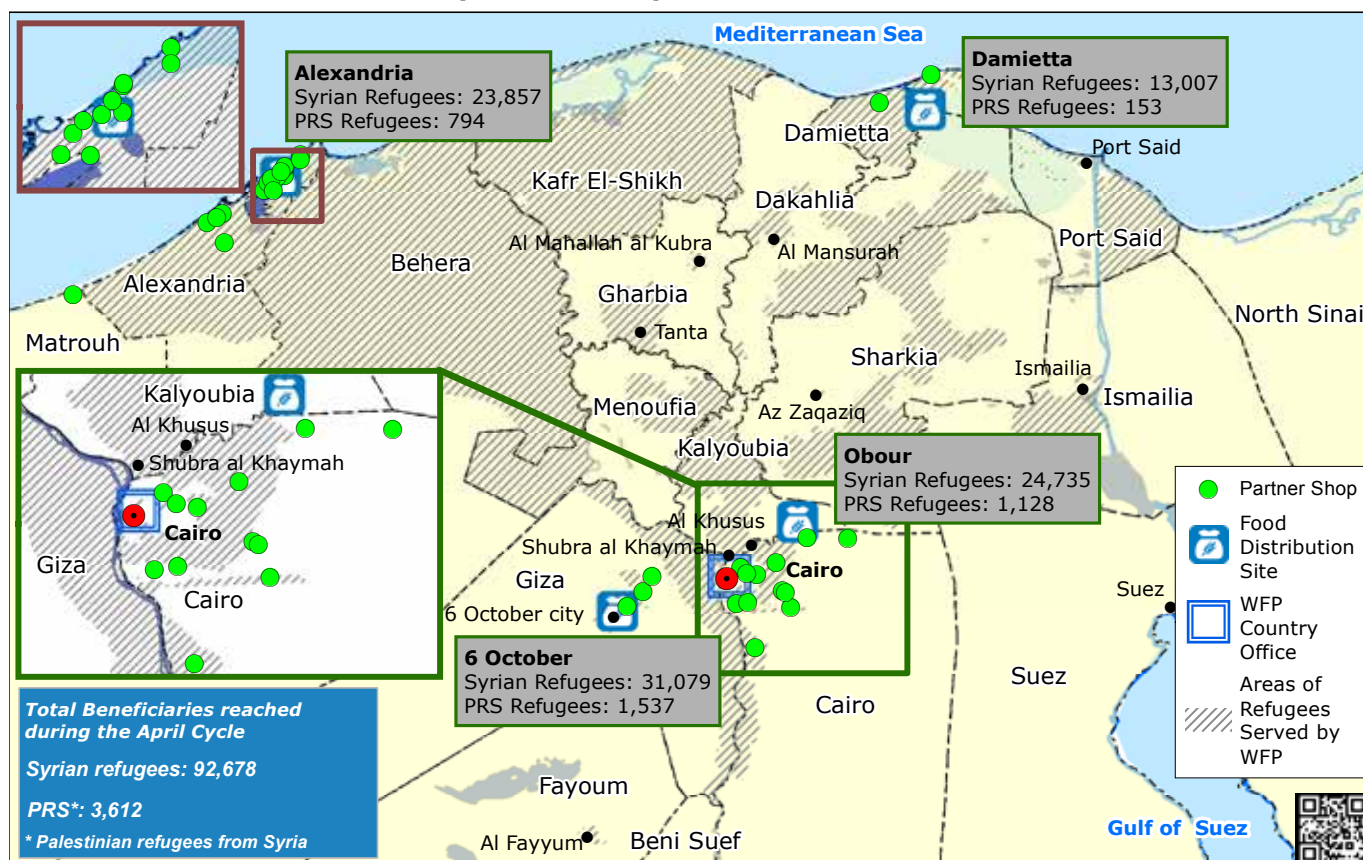 Mediterranean Sea
Alexandria
Syrian Refugees: 23,857
PRS Refugees: 794
Damietta
Syrian Refugees: 13,007
PRS Refugees: 153
Damietta
Port Said
Kafr El-Shikh
Dakahlia
Al Mahallah al Kubra
Al Mansurah
Port Said
Behera
Alexandria
Gharbia
North Sinai
Matrouh
Tanta
Sharkia
Ismailia
Menoufia
Az Zaqaziq
Ismailia
Kalyoubia
Kalyoubia
Al Khusus
Shubra al Khaymah
Cairo
Giza
Cairo
Obour
Syrian Refugees: 24,735
PRS Refugees: 1,128
Al Khusus
Shubra al Khaymah
Cairo
Giza
6 October city
Suez
6 October
Syrian Refugees: 31,079
PRS Refugees: 1,537
Cairo
Suez
Partner Shop
Food
Distribution
Site
WFP
Country
Office
Areas of
Refugees
Served by
WFP
Total Beneficiaries reached
during the April Cycle
Syrian refugees: 92,678
PRS*: 3,612
* Palestinian refugees from Syria
Fayoum
Al Fayyum
Beni Suef
Gulf of Suez